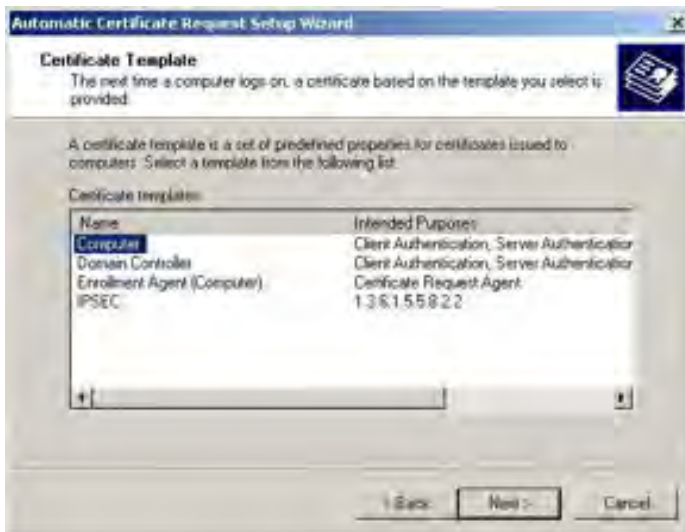 Automatic Certificate Request Setup Wizard
Certificate Template
The next time a computer logs on, a certificate based on the template you select is
provided.
A certificate template is a set of predefined properties for certificates issued to
computers. Select a template from the following list.
Certificate templates:
Name Intended Purposes
Computer Client Authentication, Server Authentication
Domain Controller Client Authentication, Server Authentication
Enrollment Agent (Computer) Certificate Request Agent
IPSEC 1.3.6.1.5.5.8.2.2
< Back Next > Cancel